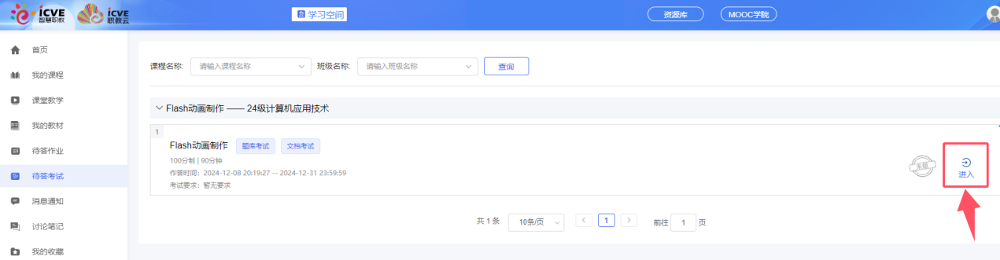 icve 智慧职教 icve 职教云 学习空间 资源库 MOOC学院
首页
我的课程
课堂教学
我的教材
待答作业
待答考试
消息通知
讨论笔记
我的收藏
课程名称: 请输入课程名称 班级名称: 请输入班级名称 查询
Flash动画制作 —— 24级计算机应用技术
1
Flash动画制作 题库考试 文档考试
100分制 | 90分钟
作答时间：2024-12-08 20:19:27 -- 2024-12-31 23:59:59
考试要求：暂无要求
进入
共 1 条 10条/页 1 前往 1 页